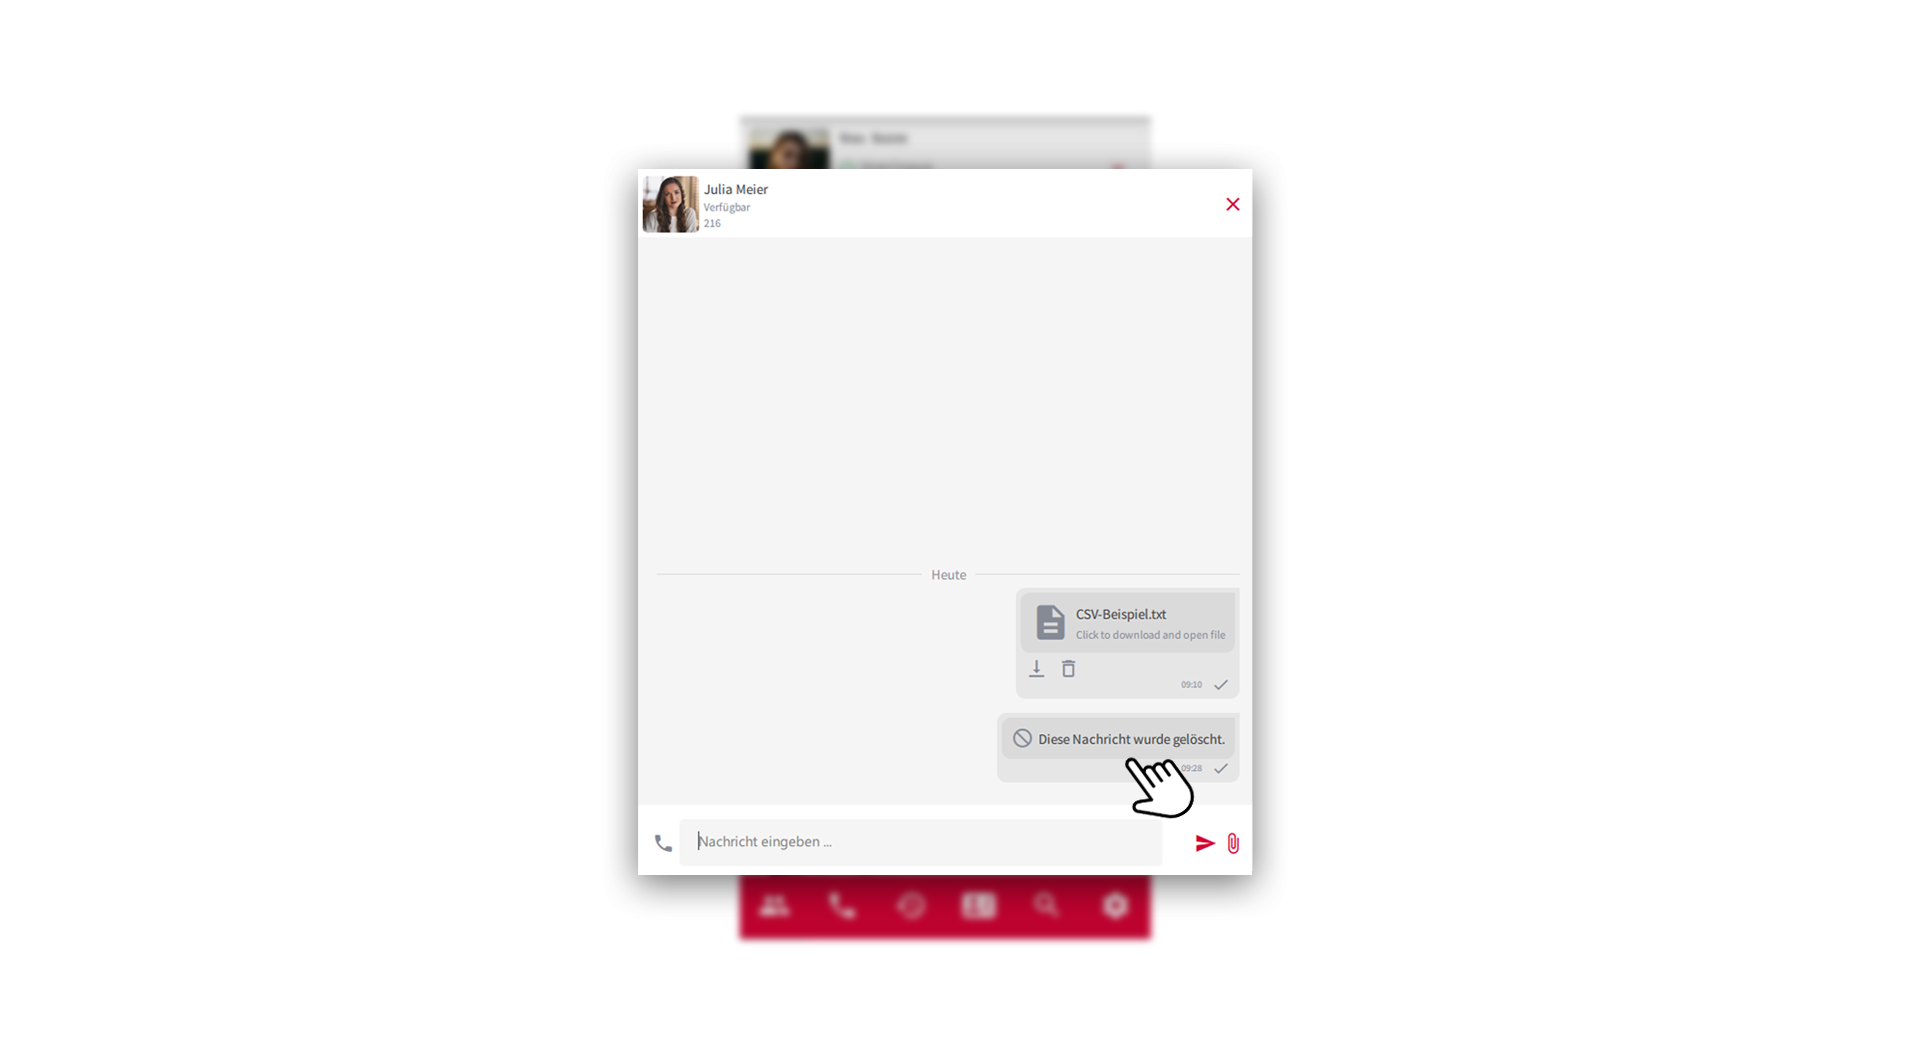 Julia Meier
Verfügbar
216
Heute
CSV-Beispiel.txt
Click to download and open file
09:10
Diese Nachricht wurde gelöscht.
09:28
Nachricht eingeben ...